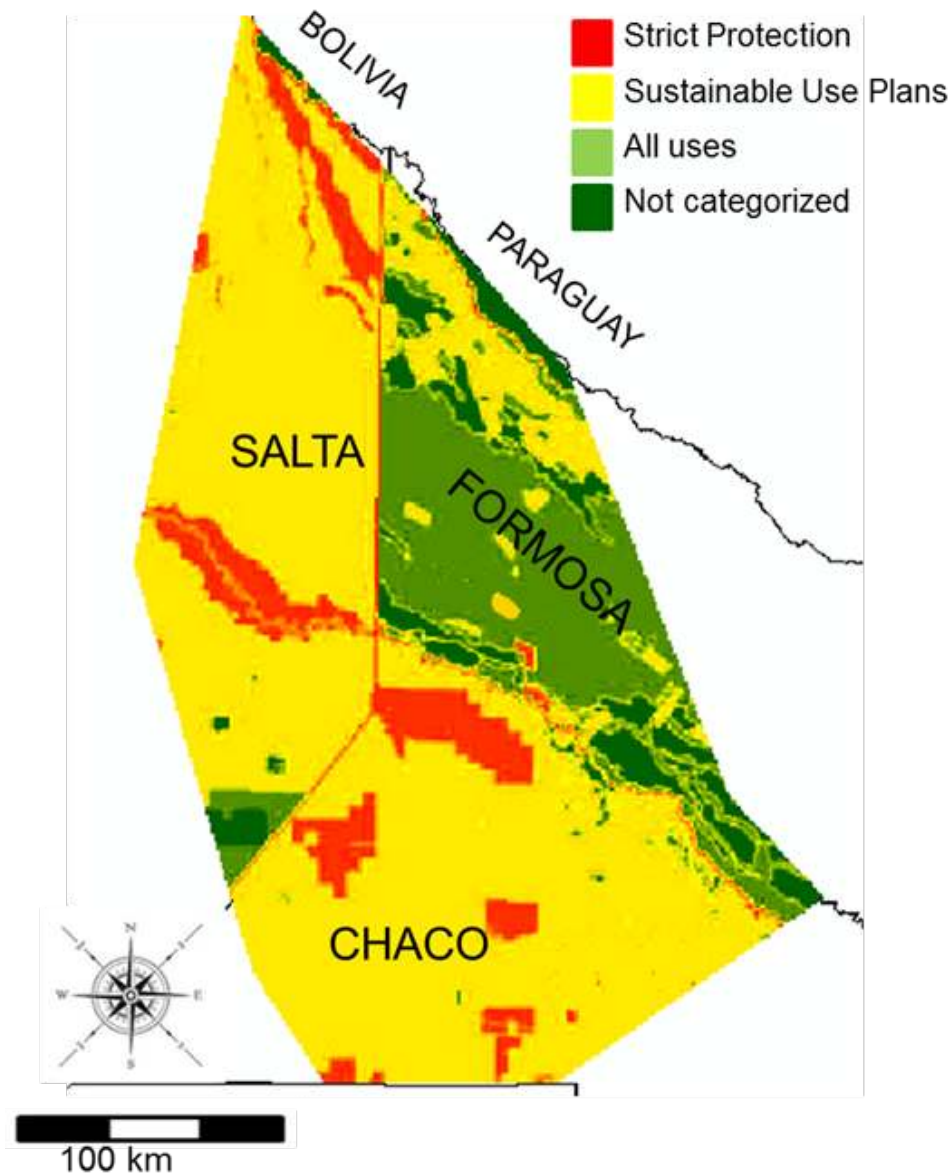 BOLIVIA
Strict Protection
Sustainable Use Plans
All uses
Not categorized
PARAGUAY
SALTA
FORMOSA
CHACO
N
W
E
S
100 km